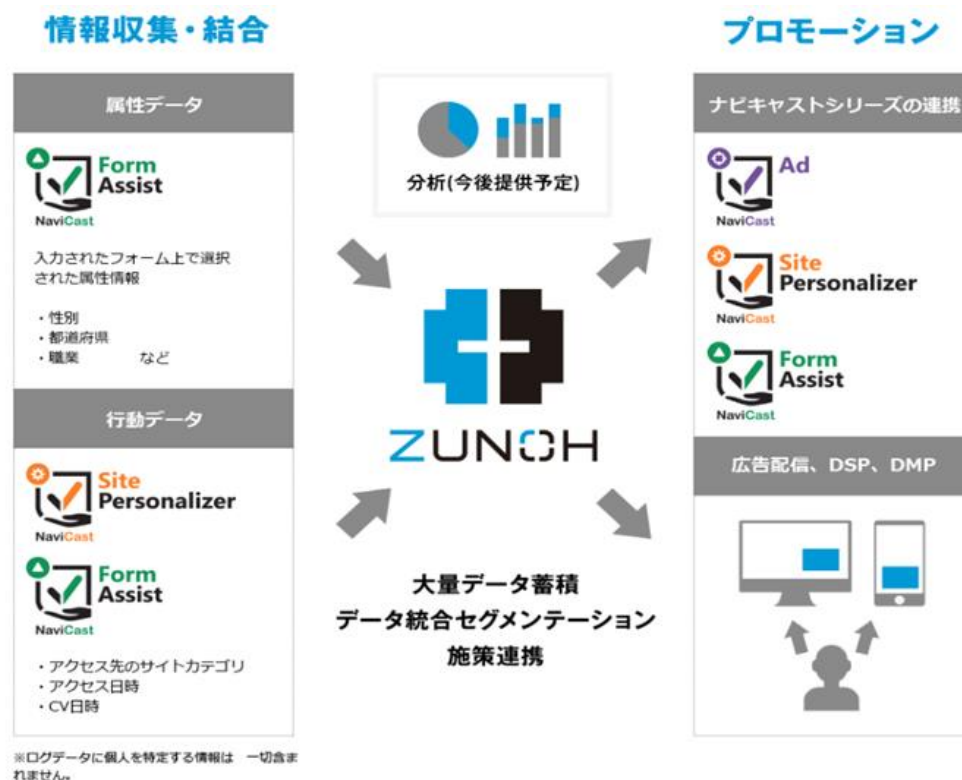 情報収集・結合
属性データ
Form
Assist
NaviCast
入力されたフォーム上で選択
された属性情報
・性別
・都道府県
・職業 など
行動データ
Site
Personalizer
NaviCast
Form
Assist
NaviCast
・アクセス先のサイトカテゴリ
・アクセス日時
・CV日時
※ログデータに個人を特定する情報は 一切含ま
れません。
分析(今後提供予定)
ZUNOH
大量データ蓄積
データ統合セグメンテーション
施策連携
プロモーション
ナビキャストシリーズの連携
Ad
NaviCast
Site
Personalizer
NaviCast
Form
Assist
NaviCast
広告配信、DSP、DMP